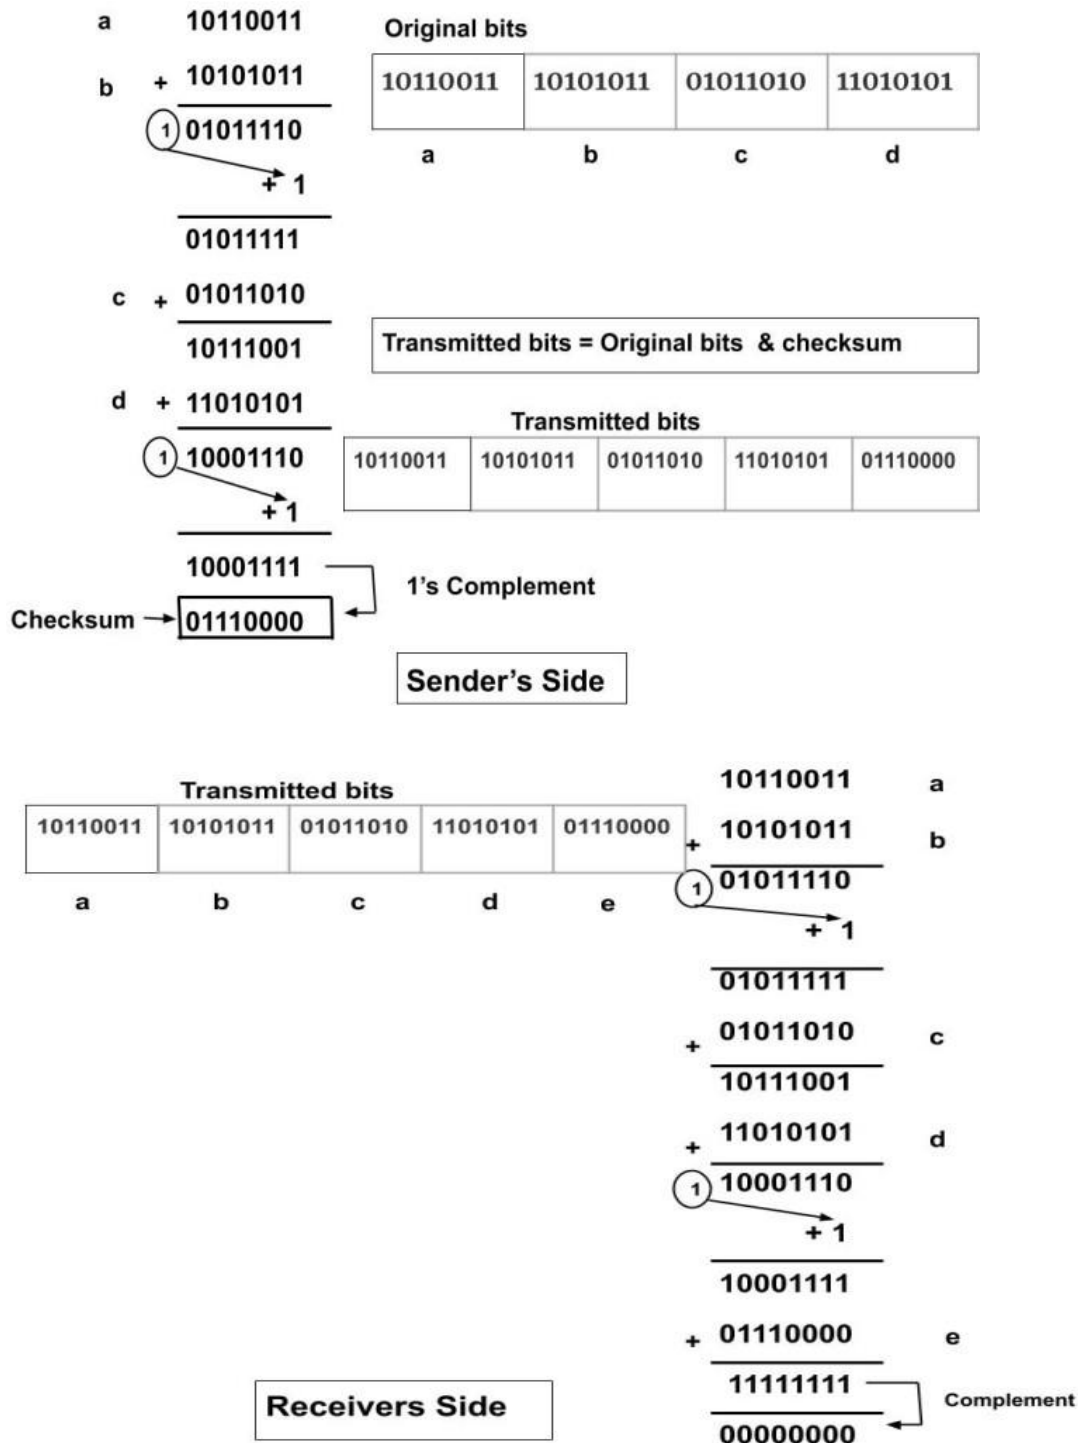 a 10110011
b + 10101011
1 01011110
+ 1
01011111
c + 01011010
10111001
d + 11010101
1 10001110
+ 1
10001111
Checksum 01110000
1's Complement
Original bits
10110011 10101011 01011010 11010101
a b c d
Transmitted bits = Original bits & checksum
Transmitted bits
10110011 10101011 01011010 11010101 01110000
Sender's Side
Transmitted bits
10110011 10101011 01011010 11010101 01110000
a b c d e
10110011 a
+ 10101011 b
1 01011110
+ 1
01011111
+ 01011010 c
10111001
+ 11010101 d
1 10001110
+ 1
10001111
+ 01110000 e
11111111
Complement
00000000
Receivers Side